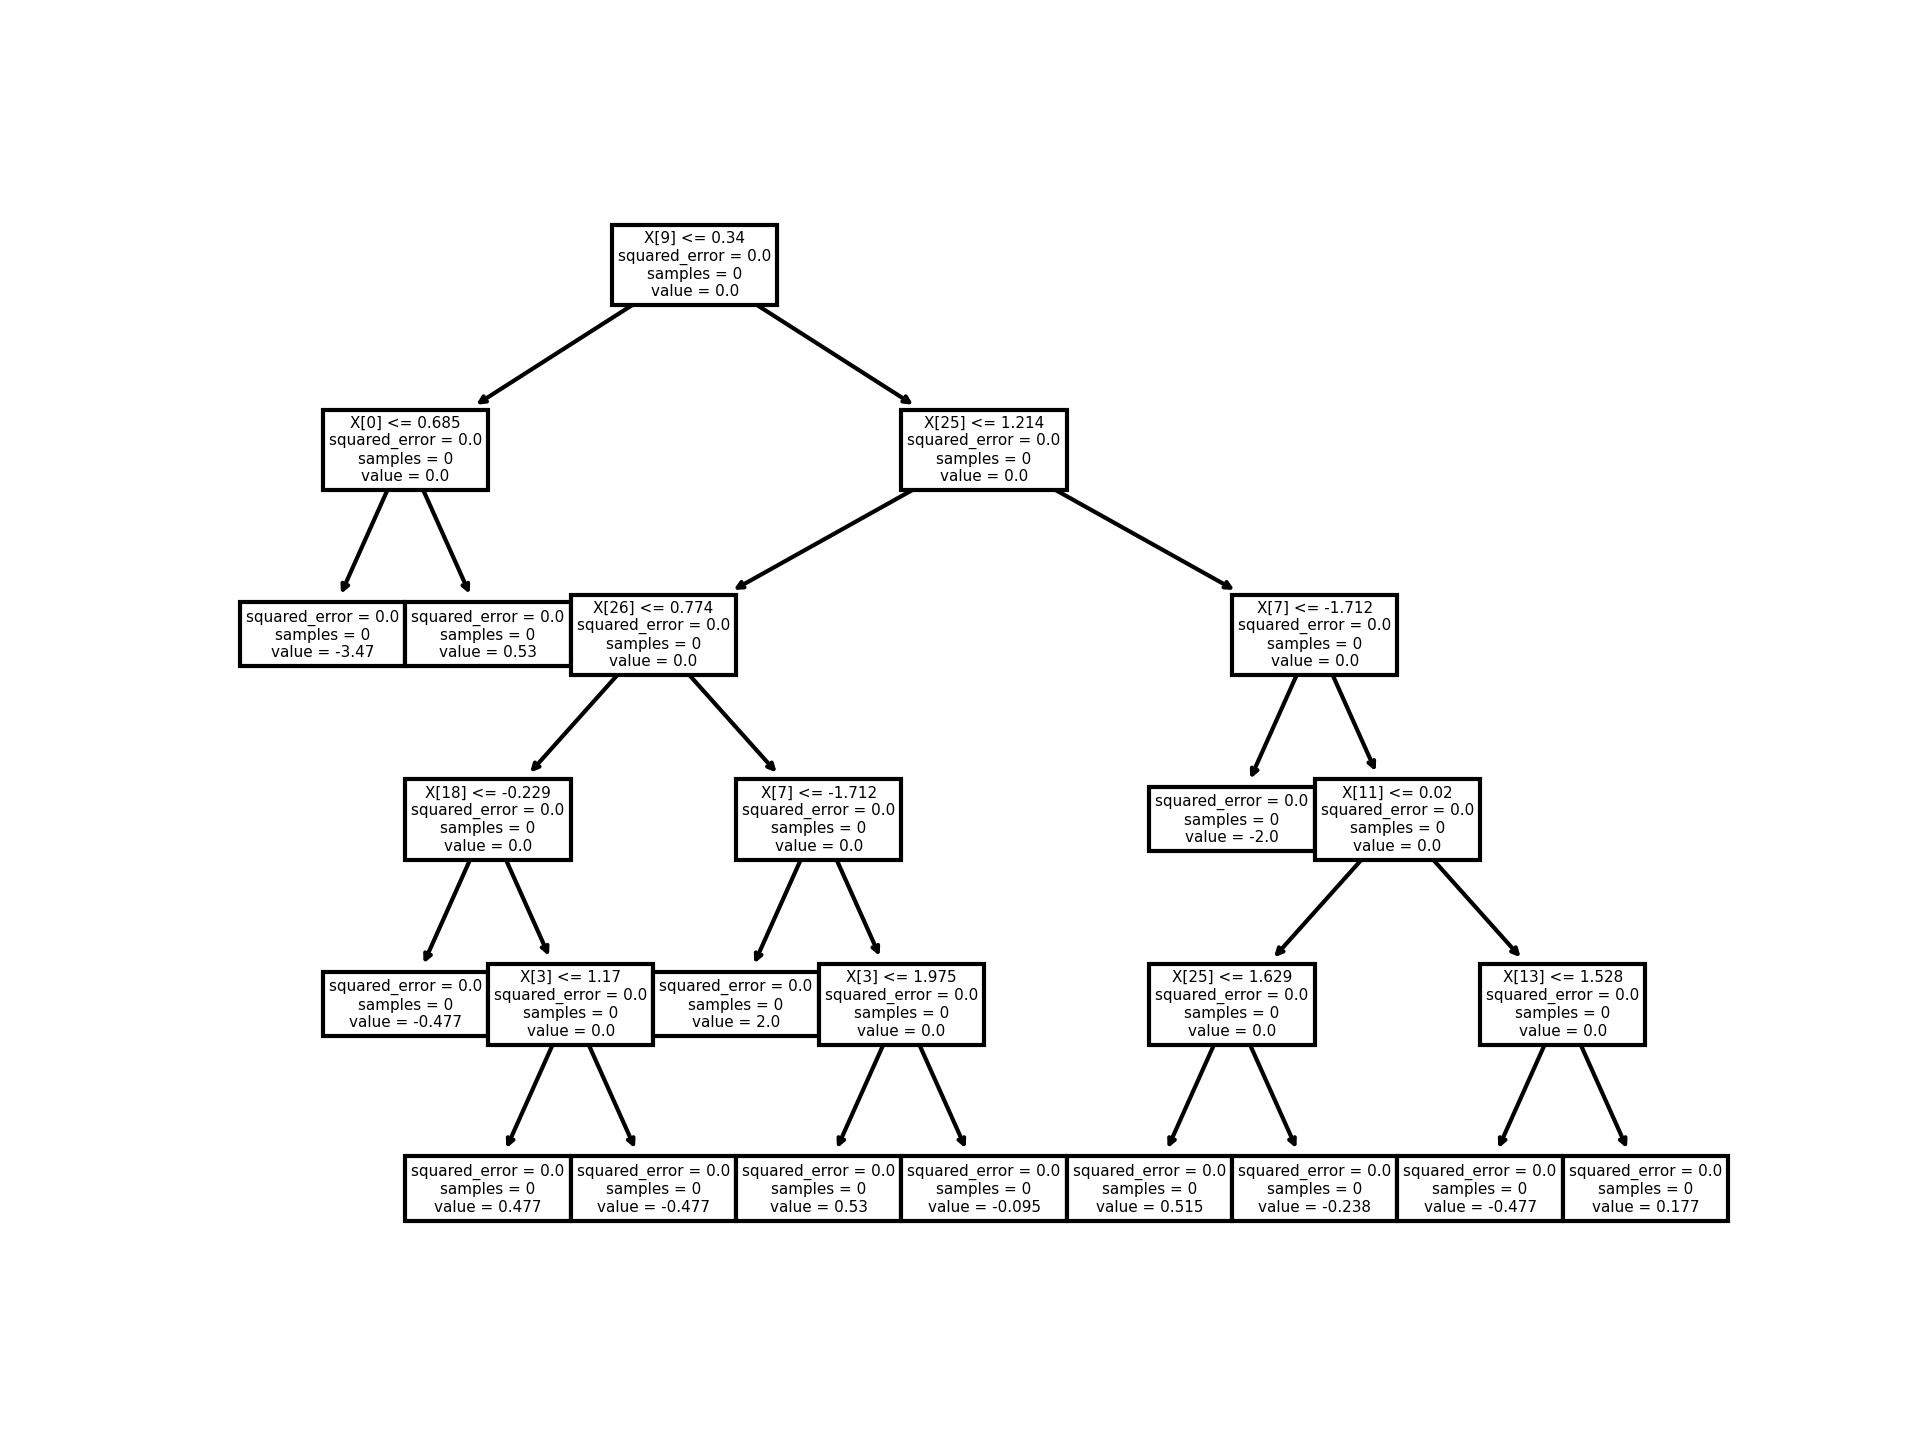 X[9] <= 0.34
squared_error = 0.0
samples = 0
value = 0.0
X[0] <= 0.685
squared_error = 0.0
samples = 0
value = 0.0
X[25] <= 1.214
squared_error = 0.0
samples = 0
value = 0.0
squared_error = 0.0
samples = 0
value = -3.47
squared_error = 0.0
samples = 0
value = 0.53
X[26] <= 0.774
squared_error = 0.0
samples = 0
value = 0.0
X[7] <= -1.712
squared_error = 0.0
samples = 0
value = 0.0
X[18] <= -0.229
squared_error = 0.0
samples = 0
value = 0.0
X[7] <= -1.712
squared_error = 0.0
samples = 0
value = 0.0
squared_error = 0.0
samples = 0
value = -2.0
X[11] <= 0.02
squared_error = 0.0
samples = 0
value = 0.0
squared_error = 0.0
samples = 0
value = -0.477
X[3] <= 1.17
squared_error = 0.0
samples = 0
value = 0.0
squared_error = 0.0
samples = 0
value = 2.0
X[3] <= 1.975
squared_error = 0.0
samples = 0
value = 0.0
X[25] <= 1.629
squared_error = 0.0
samples = 0
value = 0.0
X[13] <= 1.528
squared_error = 0.0
samples = 0
value = 0.0
squared_error = 0.0
samples = 0
value = 0.477
squared_error = 0.0
samples = 0
value = -0.477
squared_error = 0.0
samples = 0
value = 0.53
squared_error = 0.0
samples = 0
value = -0.095
squared_error = 0.0
samples = 0
value = 0.515
squared_error = 0.0
samples = 0
value = -0.238
squared_error = 0.0
samples = 0
value = -0.477
squared_error = 0.0
samples = 0
value = 0.177